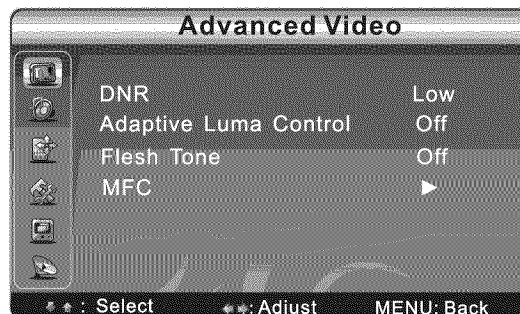 Advanced Video
DNR Low
Adaptive Luma Control Off
Flesh Tone Off
MFC ►
: Select : Adjust MENU: Back